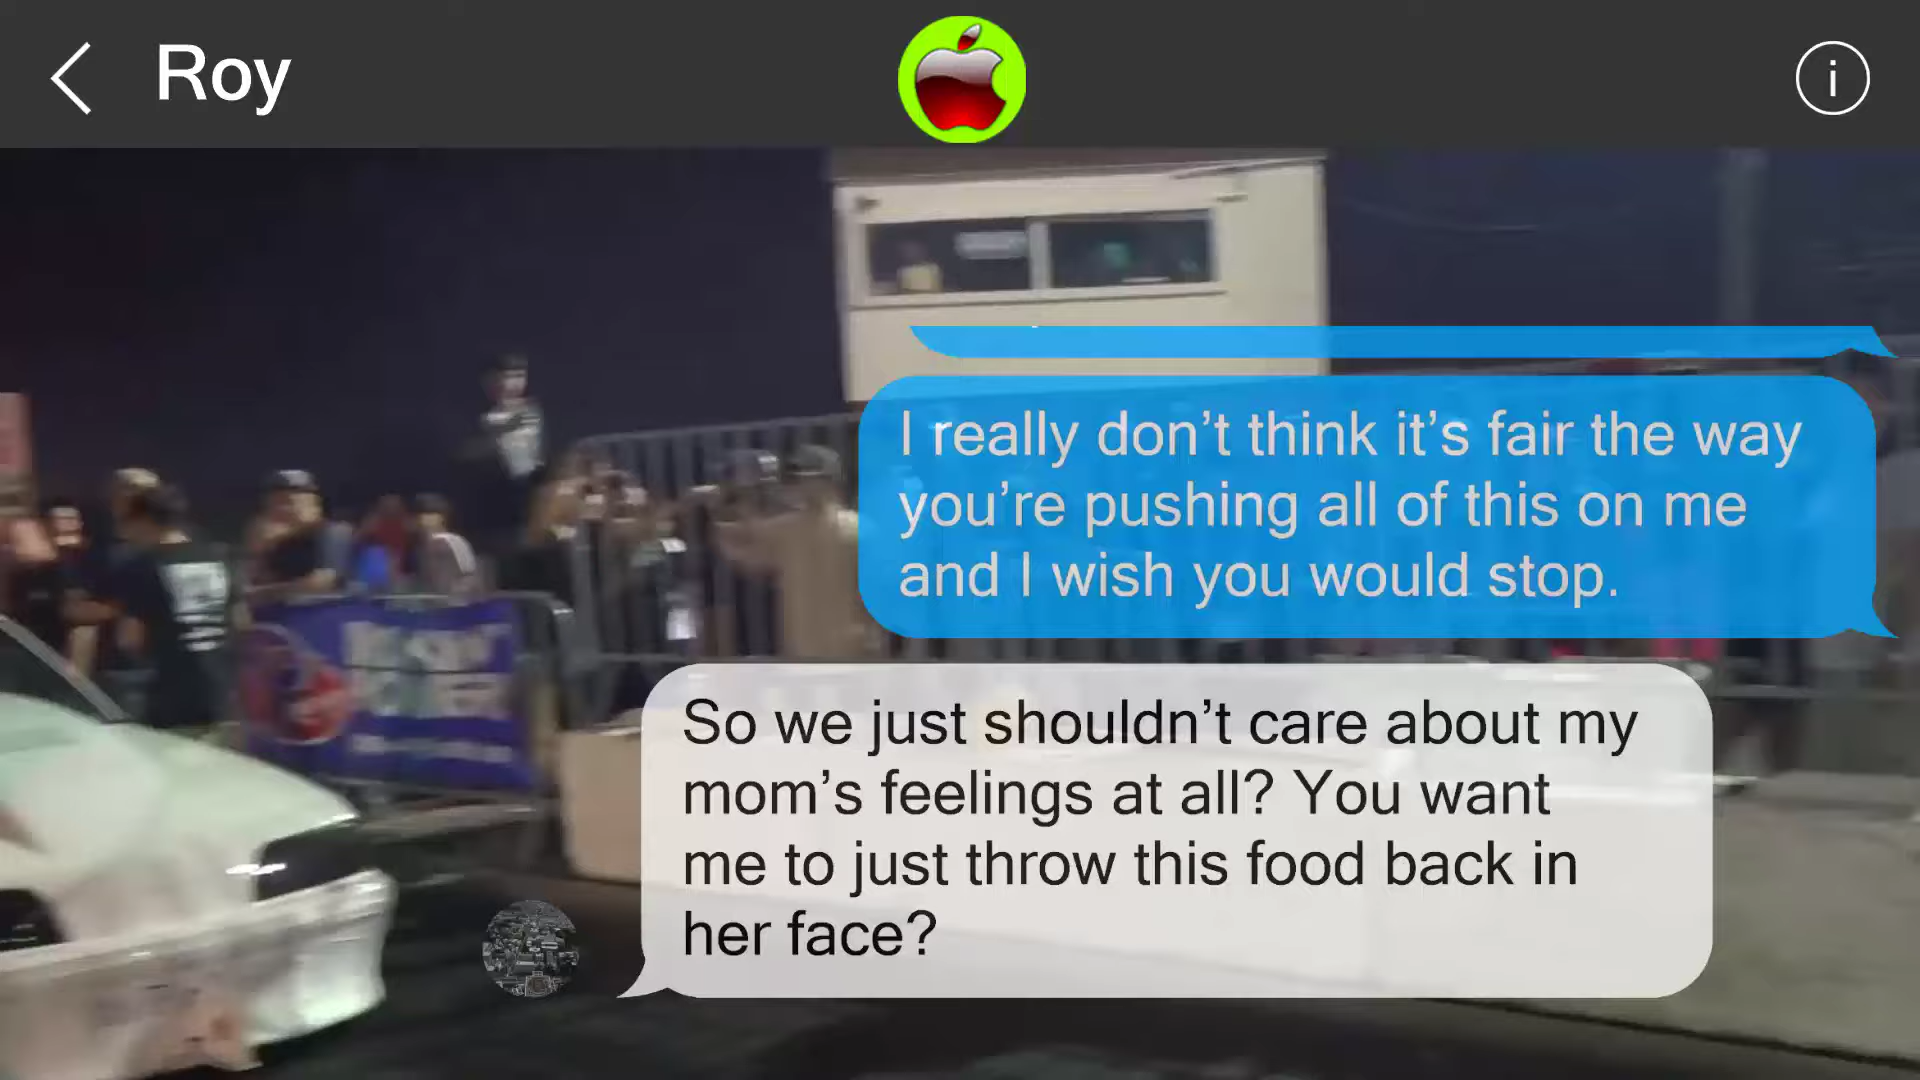 Roy
I really don’t think it’s fair the way
you’re pushing all of this on me
and I wish you would stop.
So we just shouldn’t care about my
mom’s feelings at all? You want
me to just throw this food back in
her face?